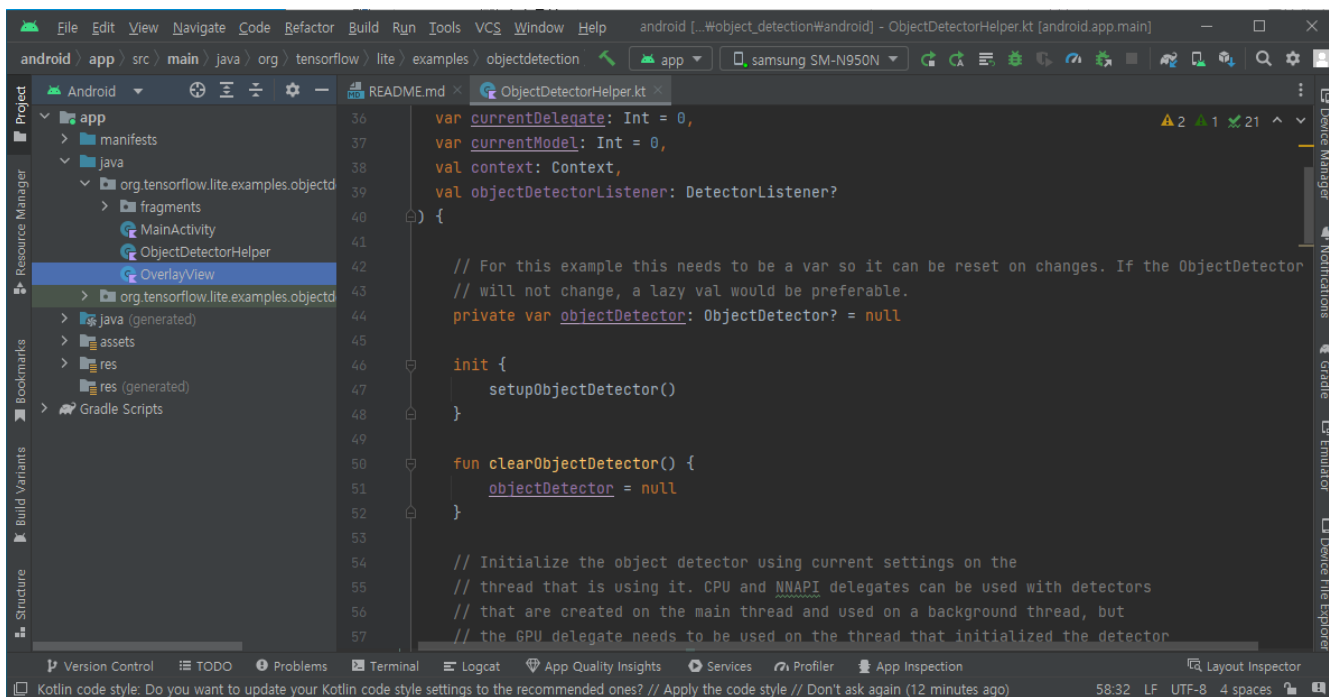 File Edit View Navigate Code Refactor Build Run Tools VCS Window Help android [...₩object_detection₩android] - ObjectDetectorHelper.kt [android.app.main]
android 〉 app 〉 src 〉 main 〉 java 〉 org 〉 tensorflow 〉 lite 〉 examples 〉 objectdetection app samsung SM-N950N
Project
Resource Manager
Bookmarks
Build Variants
Structure
Android
app
manifests
java
org.tensorflow.lite.examples.objectd
fragments
MainActivity
ObjectDetectorHelper
OverlayView
org.tensorflow.lite.examples.objectd
java (generated)
assets
res
res (generated)
Gradle Scripts
README.md ObjectDetectorHelper.kt
2 1 21
36 var currentDelegate: Int = 0,
37 var currentModel: Int = 0,
38 val context: Context,
39 val objectDetectorListener: DetectorListener?
40 ) {
41
42 // For this example this needs to be a var so it can be reset on changes. If the ObjectDetector
43 // will not change, a lazy val would be preferable.
44 private var objectDetector: ObjectDetector? = null
45
46 init {
47 setupObjectDetector()
48 }
49
50 fun clearObjectDetector() {
51 objectDetector = null
52 }
53
54 // Initialize the object detector using current settings on the
55 // thread that is using it. CPU and NNAPI delegates can be used with detectors
56 // that are created on the main thread and used on a background thread, but
57 // the GPU delegate needs to be used on the thread that initialized the detector
Device Manager
Notifications
Gradle
Emulator
Device File Explorer
Version Control TODO Problems Terminal Logcat App Quality Insights Services Profiler App Inspection Layout Inspector
Kotlin code style: Do you want to update your Kotlin code style settings to the recommended ones? // Apply the code style // Don't ask again (12 minutes ago) 58:32 LF UTF-8 4 spaces